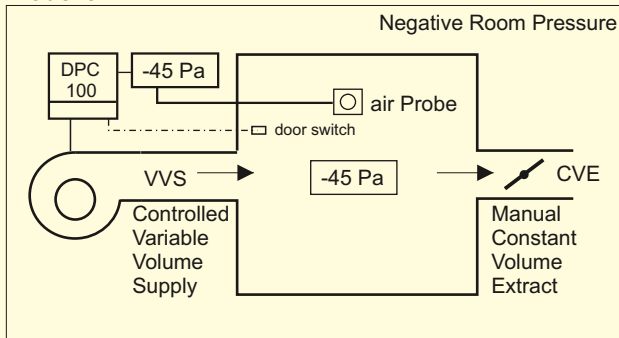 Negative Room Pressure
DPC
100
-45 Pa
air Probe
door switch
VVS
-45 Pa
CVE
Controlled
Variable
Volume
Supply
Manual
Constant
Volume
Extract